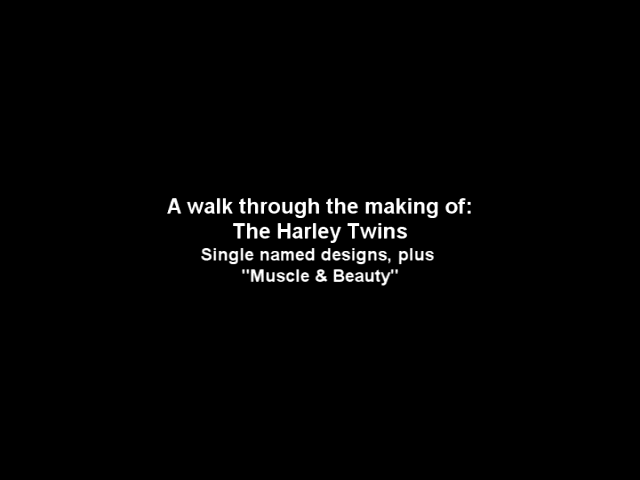 A walk through the making of:
The Harley Twins
Single named designs, plus
"Muscle & Beauty"